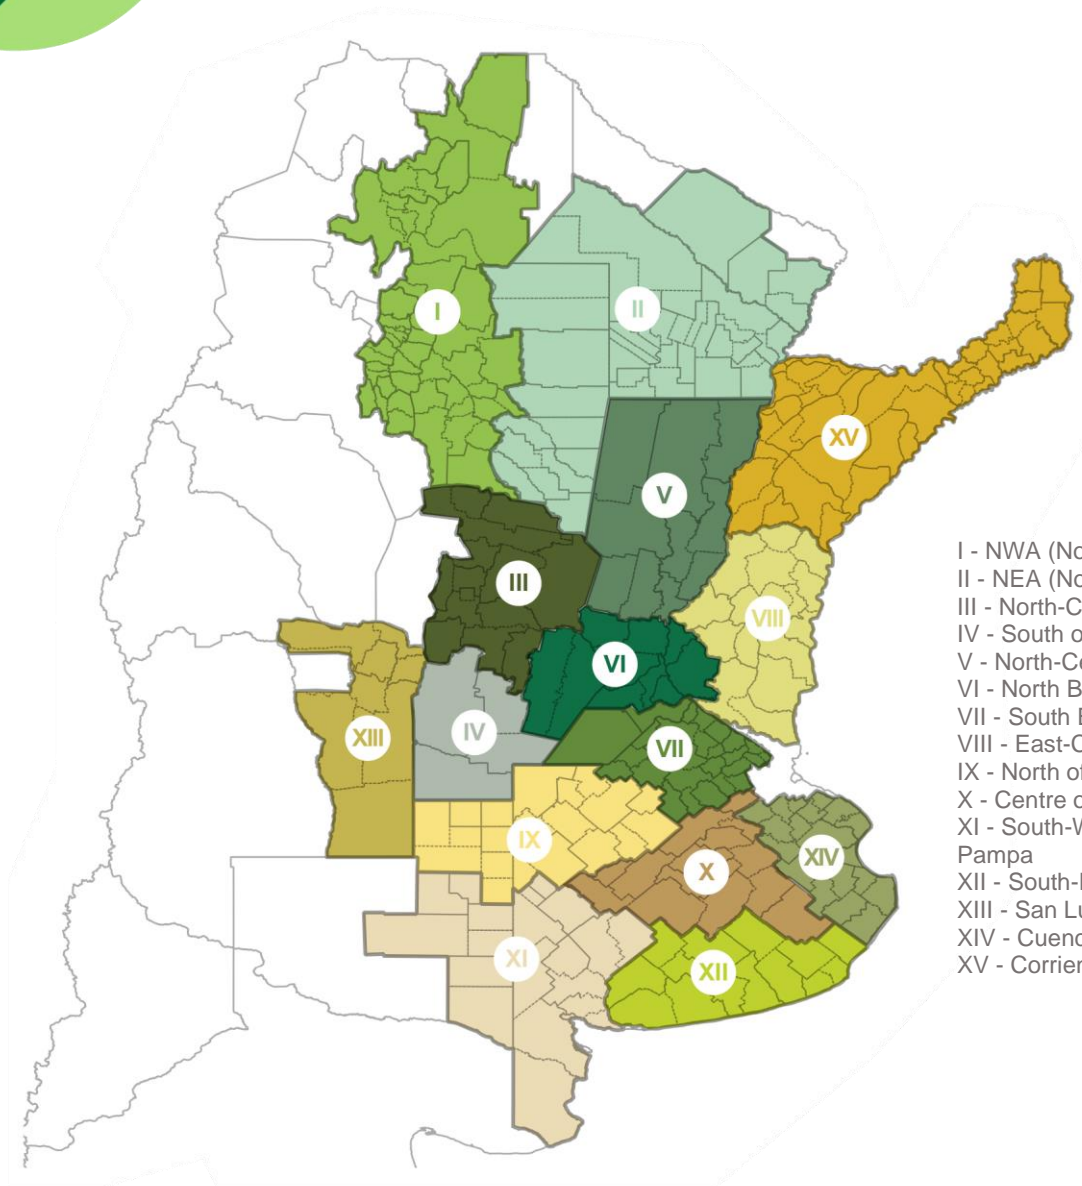 I
II
XV
V
III
VIII
VI
XIII
IV
VII
IX
XIV
X
XI
XII
I - NWA (No
II - NEA (No
III - North-C
IV - South o
V - North-Ce
VI - North B
VII - South B
VIII - East-C
IX - North of
X - Centre o
XI - South-W
Pampa
XII - South-
XIII - San Lu
XIV - Cuenc
XV - Corrien